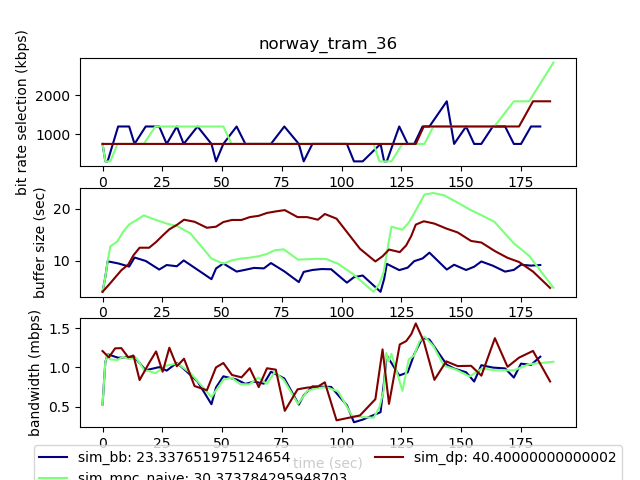 norway_tram_36
bit rate selection (kbps)
2000
1000
0 25 50 75 100 125 150 175
buffer size (sec)
20
10
0 25 50 75 100 125 150 175
bandwidth (mbps)
1.5
1.0
0.5
0 25 50 75 100 125 150 175
time (sec)
sim_bb: 23.337651975124654
sim_dp: 40.40000000000002
sim_mpc_naive: 30.373784295948703